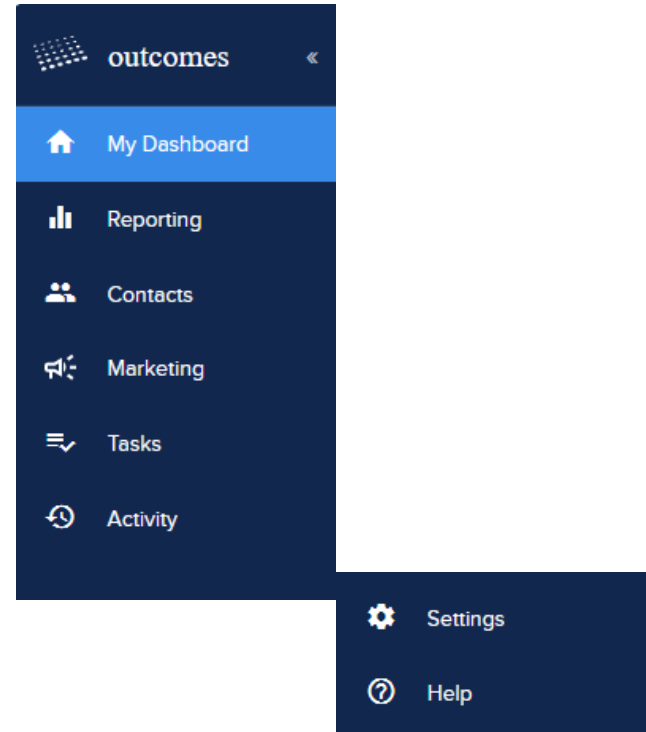 outcomes «
My Dashboard
Reporting
Contacts
Marketing
Tasks
Activity
Settings
Help